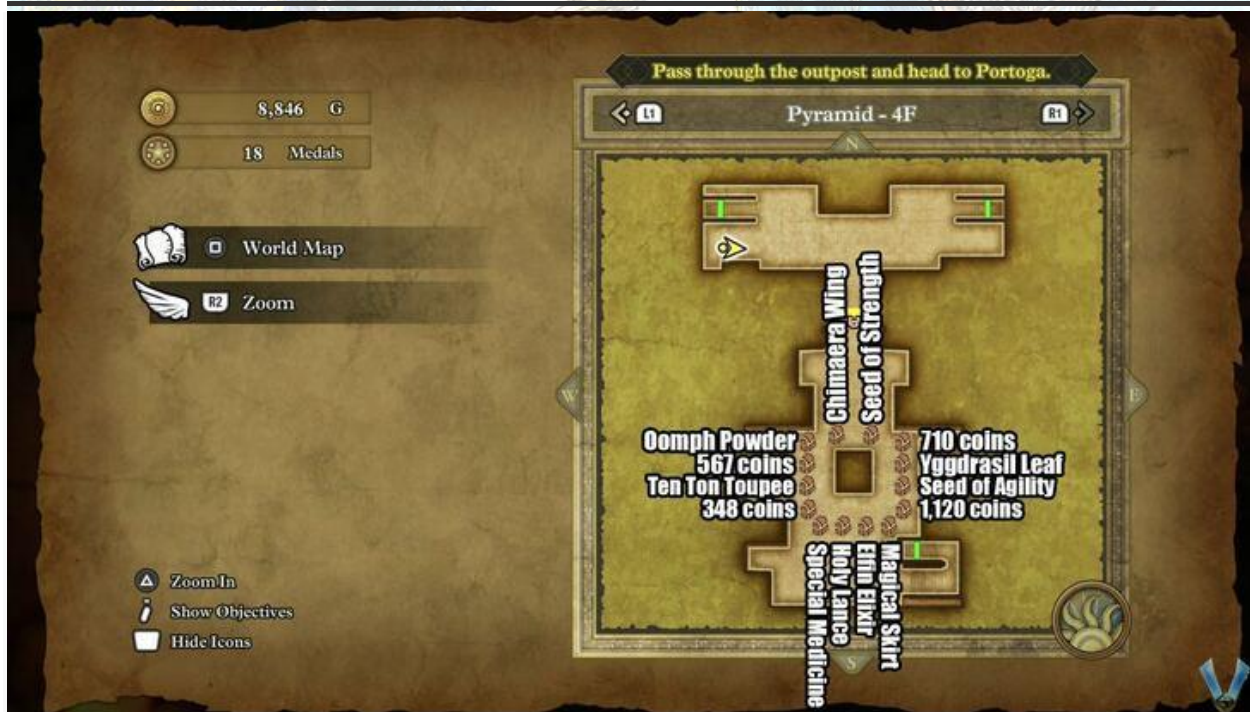 Pass through the outpost and head to Portoga.
8,846 G
L1
Pyramid - 4F
R1
18 Medals
N
World Map
R2 Zoom
Chimaera Wing
Seed of Strength
W
E
Oomph Powder
710 coins
567 coins
Yggdrasil Leaf
Ten Ton Toupee
Seed of Agility
348 coins
1,120 coins
Special Medicine
Holy Lance
Elfin Elixir
Magical Skirt
Zoom In
Show Objectives
Hide Icons
S